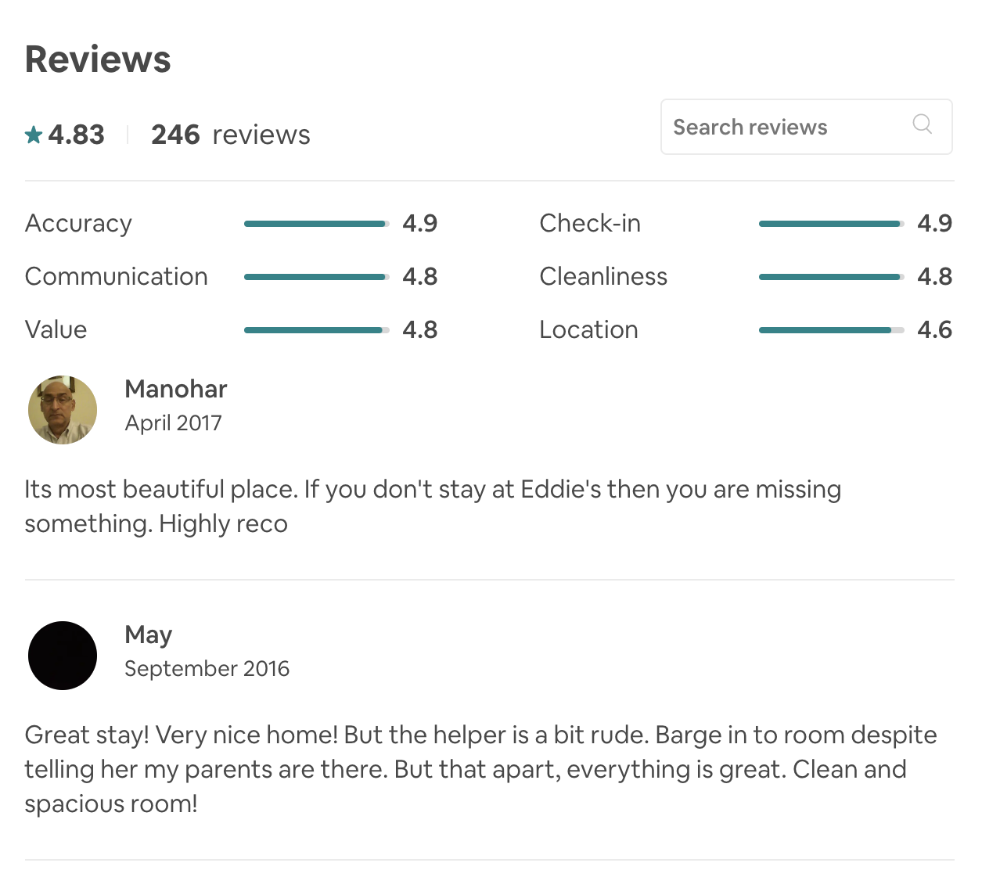 Reviews
4.83 246 reviews
Search reviews
Accuracy 4.9 Check-in 4.9
Communication 4.8 Cleanliness 4.8
Value 4.8 Location 4.6
Manohar
April 2017
Its most beautiful place. If you don't stay at Eddie's then you are missing
something. Highly reco
May
September 2016
Great stay! Very nice home! But the helper is a bit rude. Barge in to room despite
telling her my parents are there. But that apart, everything is great. Clean and
spacious room!